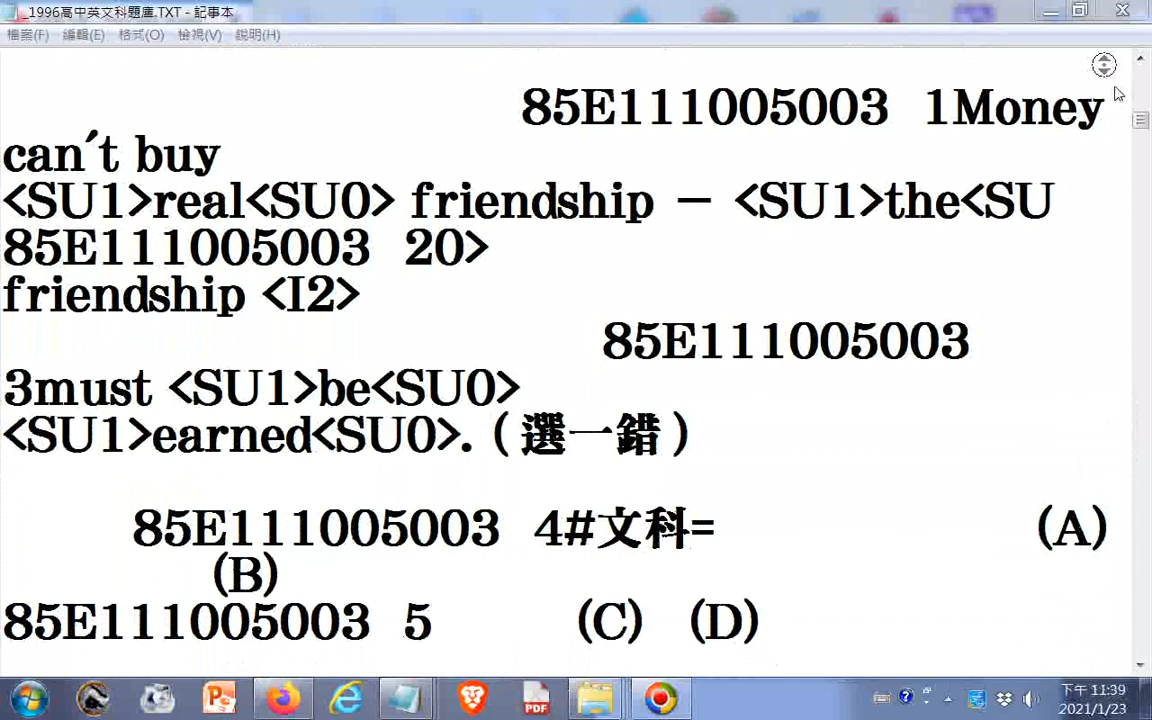 _1996高中英文科題庫.TXT - 記事本
檔案(F) 編輯(E) 格式(O) 檢視(V) 說明(H)
85E111005003 1Money
can't buy
<SU1>real<SU0> friendship － <SU1>the<SU
85E111005003 20>
friendship <I2>
85E111005003
3must <SU1>be<SU0>
<SU1>earned<SU0>. (選一錯)
85E111005003 4#文科= (A)
(B)
85E111005003 5 (C) (D)
PDF
下午 11:39
2021/1/23